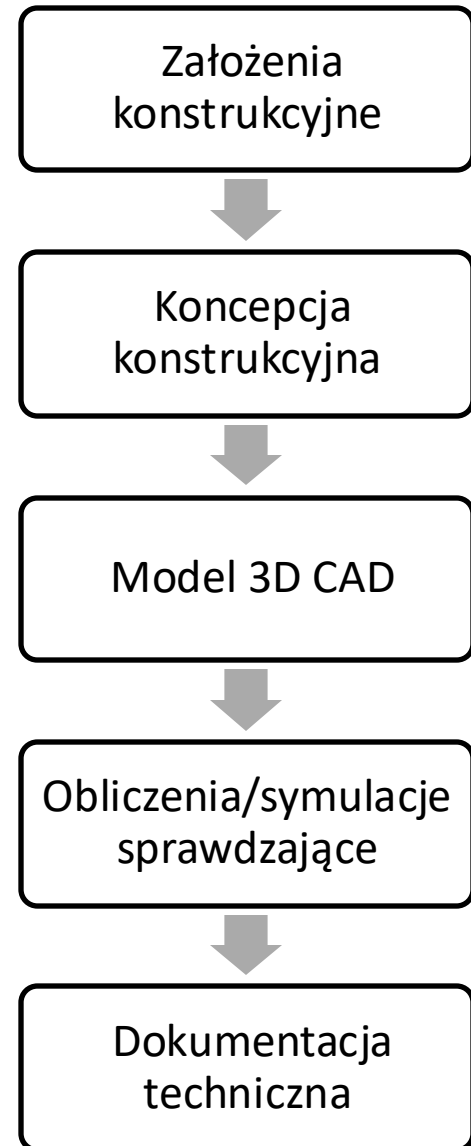 Założenia
konstrukcyjne
Koncepcja
konstrukcyjna
Model 3D CAD
Obliczenia/symulacje
sprawdzające
Dokumentacja
techniczna